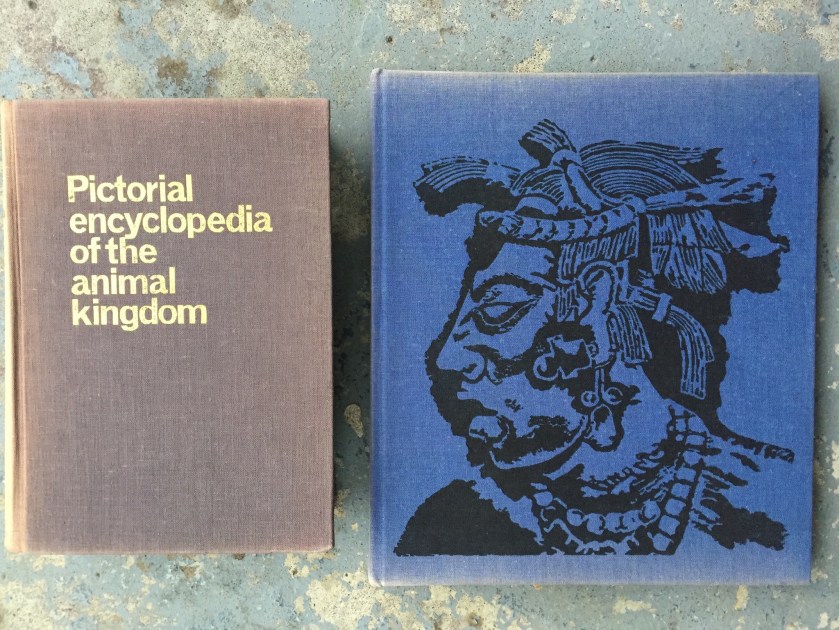 Pictorial
encyclopedia
of the
animal
kingdom